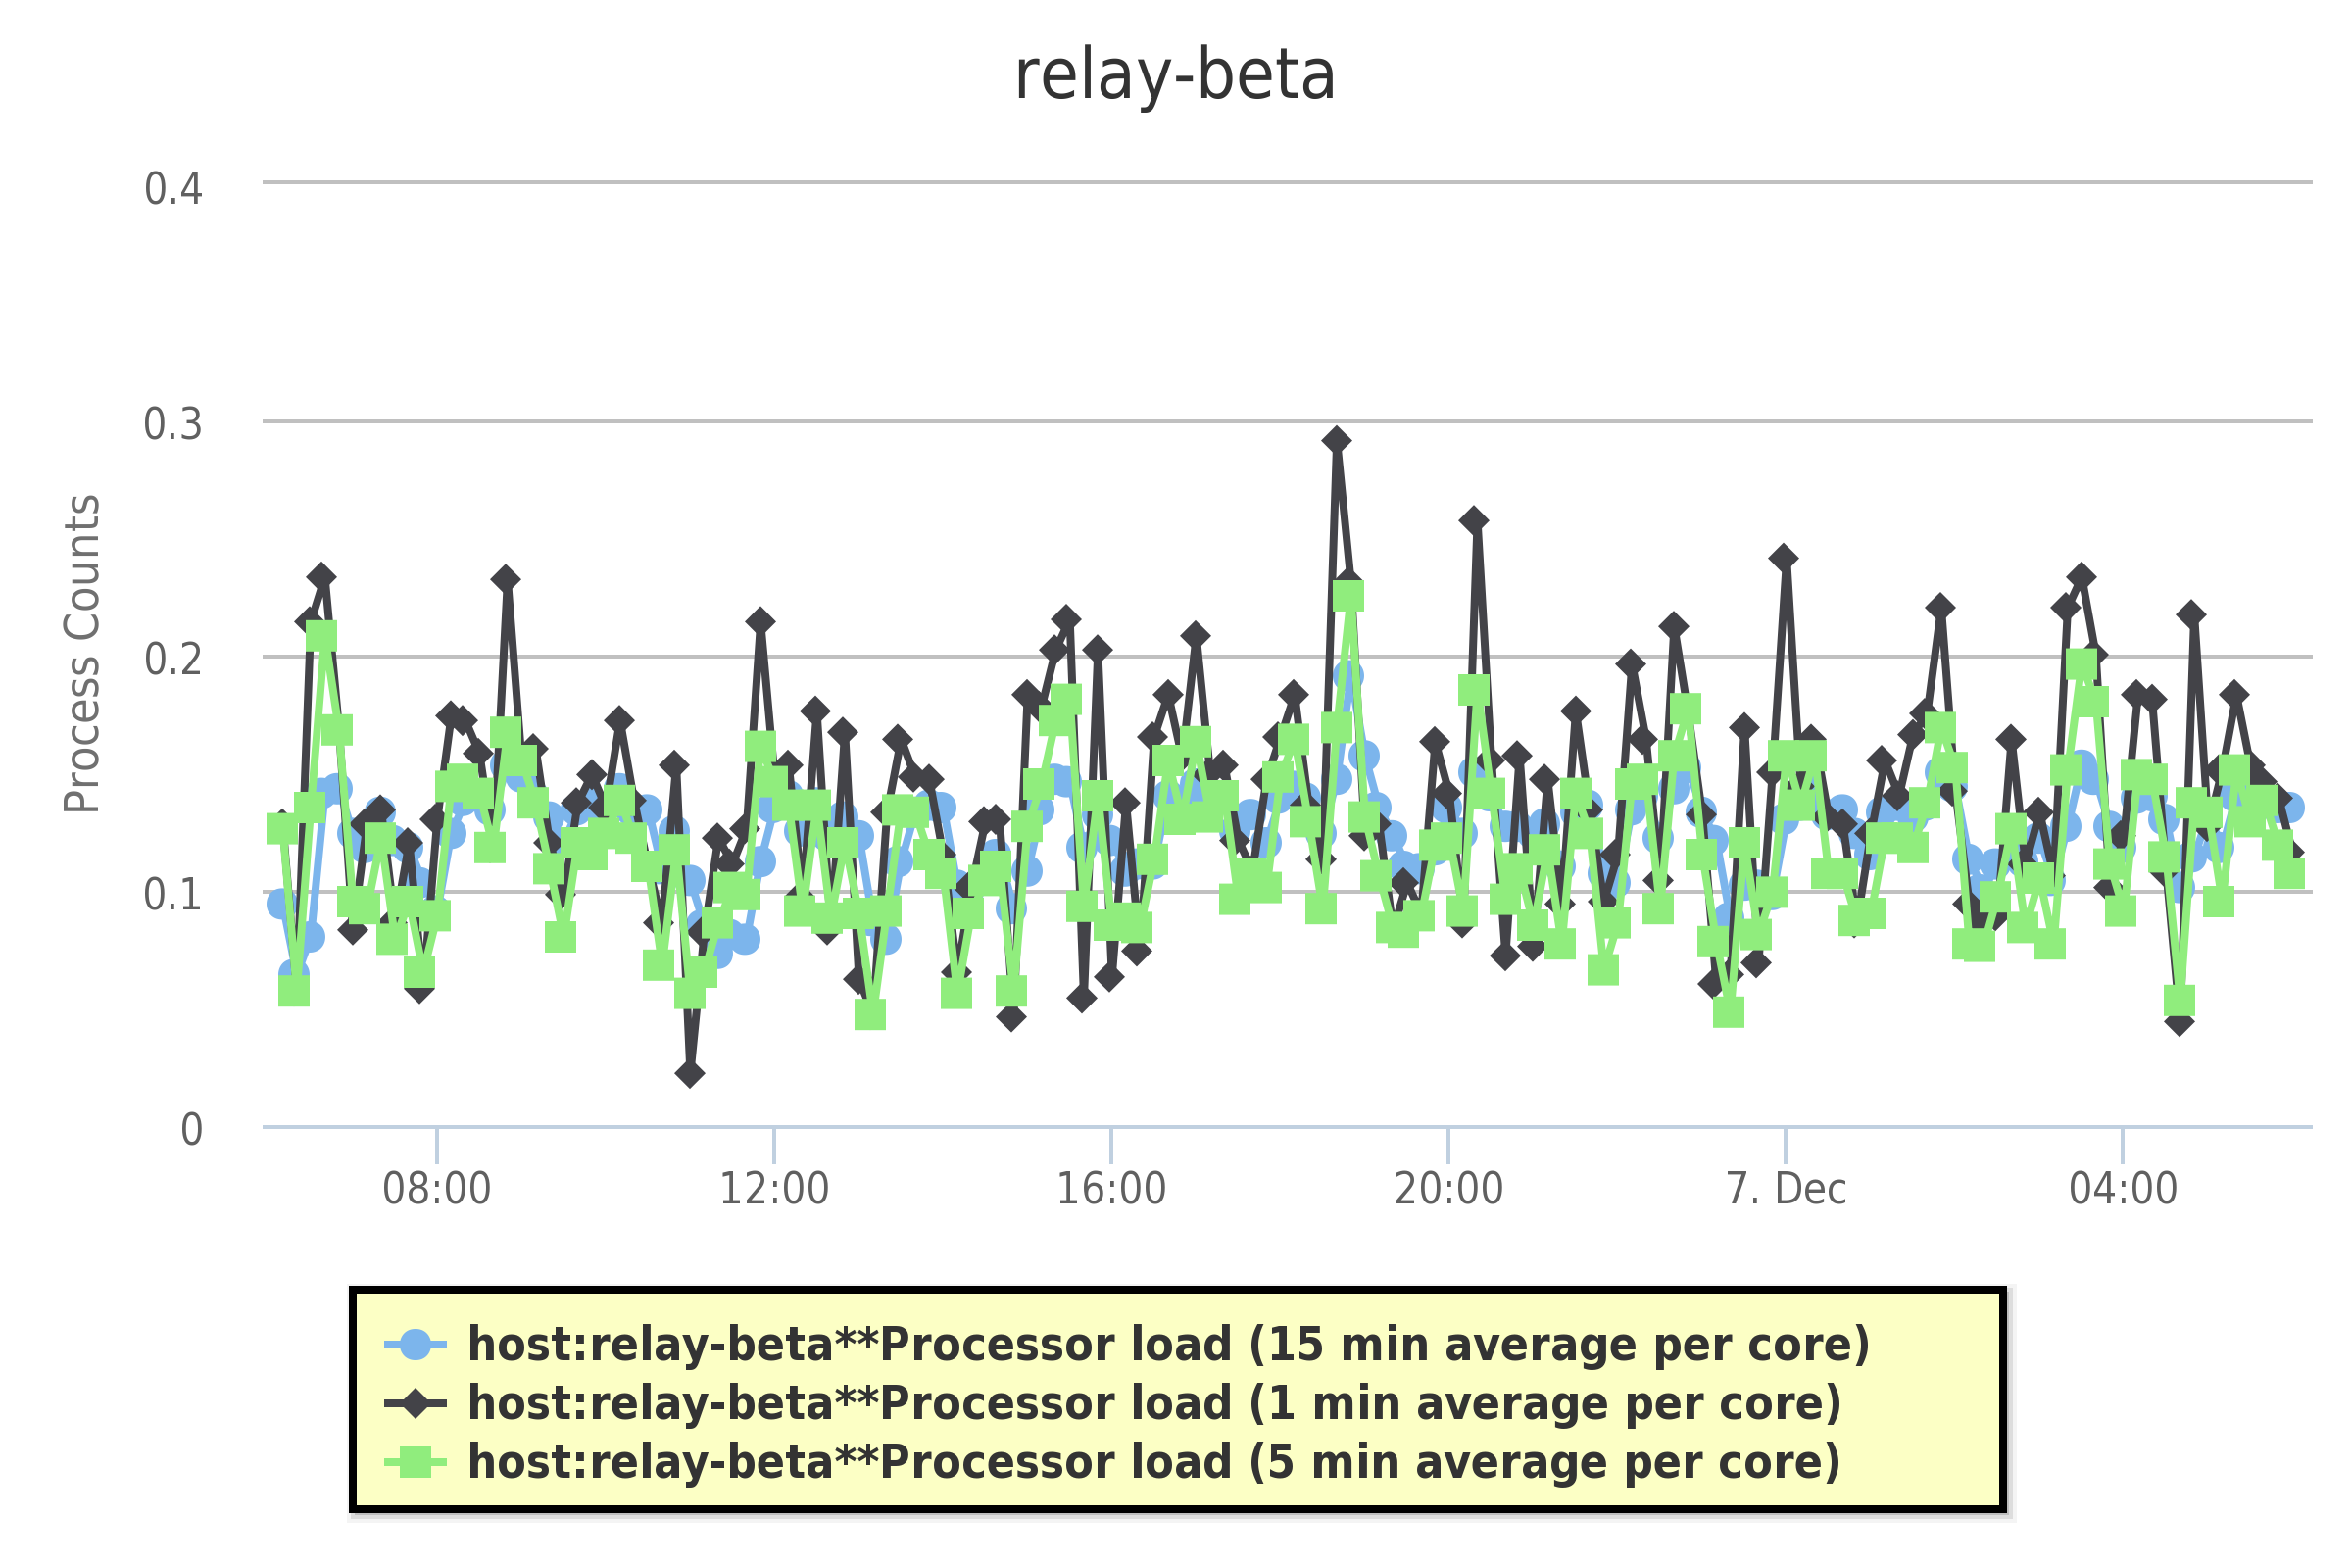 relay-beta
0.4
0.3
0.2
0.1
0
Process Counts
08:00 12:00 16:00 20:00 7. Dec 04:00
host:relay-beta**Processor load (15 min average per core)
host:relay-beta**Processor load (1 min average per core)
host:relay-beta**Processor load (5 min average per core)